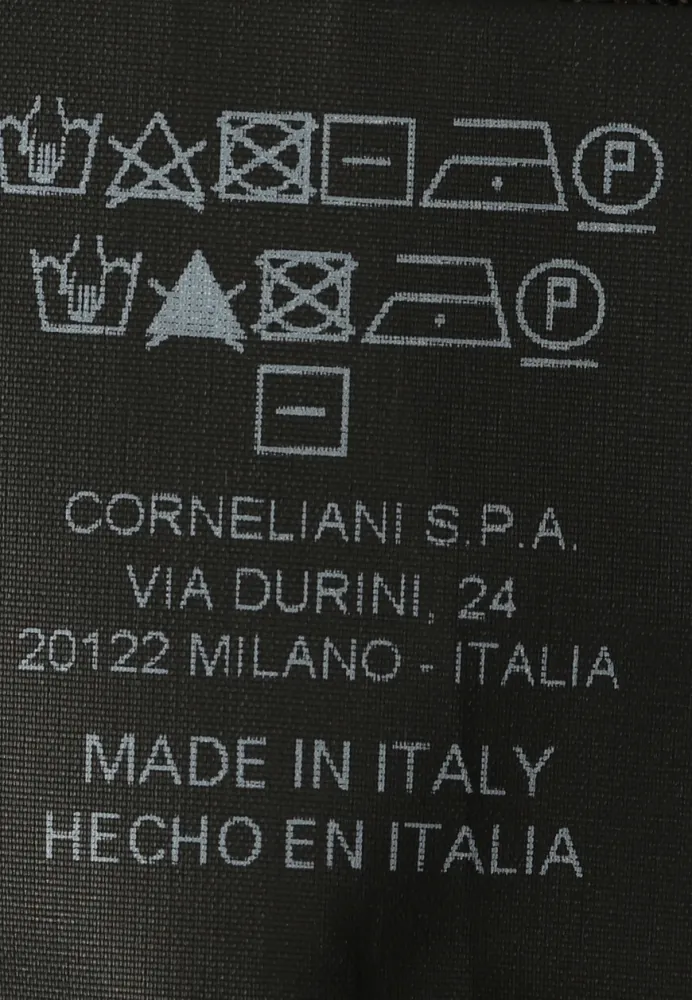 P
P
CORNELIANI S.P.A.
VIA DURINI, 24
20122 MILANO - ITALIA
MADE IN ITALY
HECHO EN ITALIA